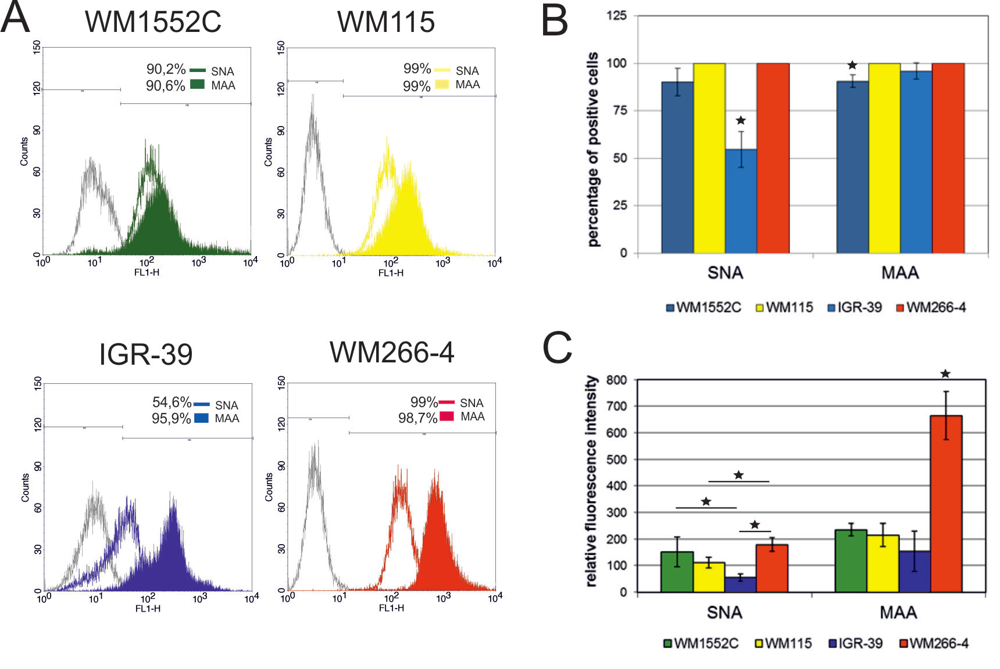 A
WM1552C
150
120
90
60
30
0
Counts
90,2% SNA
90,6% MAA
10^0 10^1 10^2 10^3 10^4
FL1-H
WM115
150
120
90
60
30
0
Counts
99% SNA
99% MAA
10^0 10^1 10^2 10^3 10^4
FL1-H
IGR-39
150
120
90
60
30
0
Counts
54,6% SNA
95,9% MAA
10^0 10^1 10^2 10^3 10^4
FL1-H
WM266-4
150
120
90
60
30
0
Counts
99% SNA
98,7% MAA
10^0 10^1 10^2 10^3 10^4
FL1-H
B
percentage of positive cells
125
100
75
50
25
0
SNA MAA
WM1552C WM115 IGR-39 WM266-4
C
relative fluorescence intensity
800
700
600
500
400
300
200
100
0
SNA MAA
WM1552C WM115 IGR-39 WM266-4